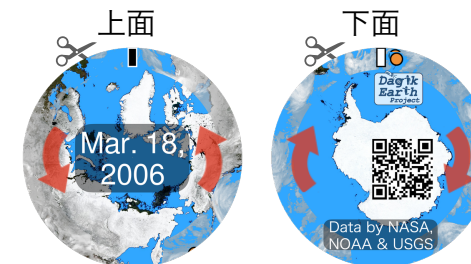 上面
下面
Mar. 18,
2006
Dagik
Earth
Project
Data by NASA,
NOAA & USGS